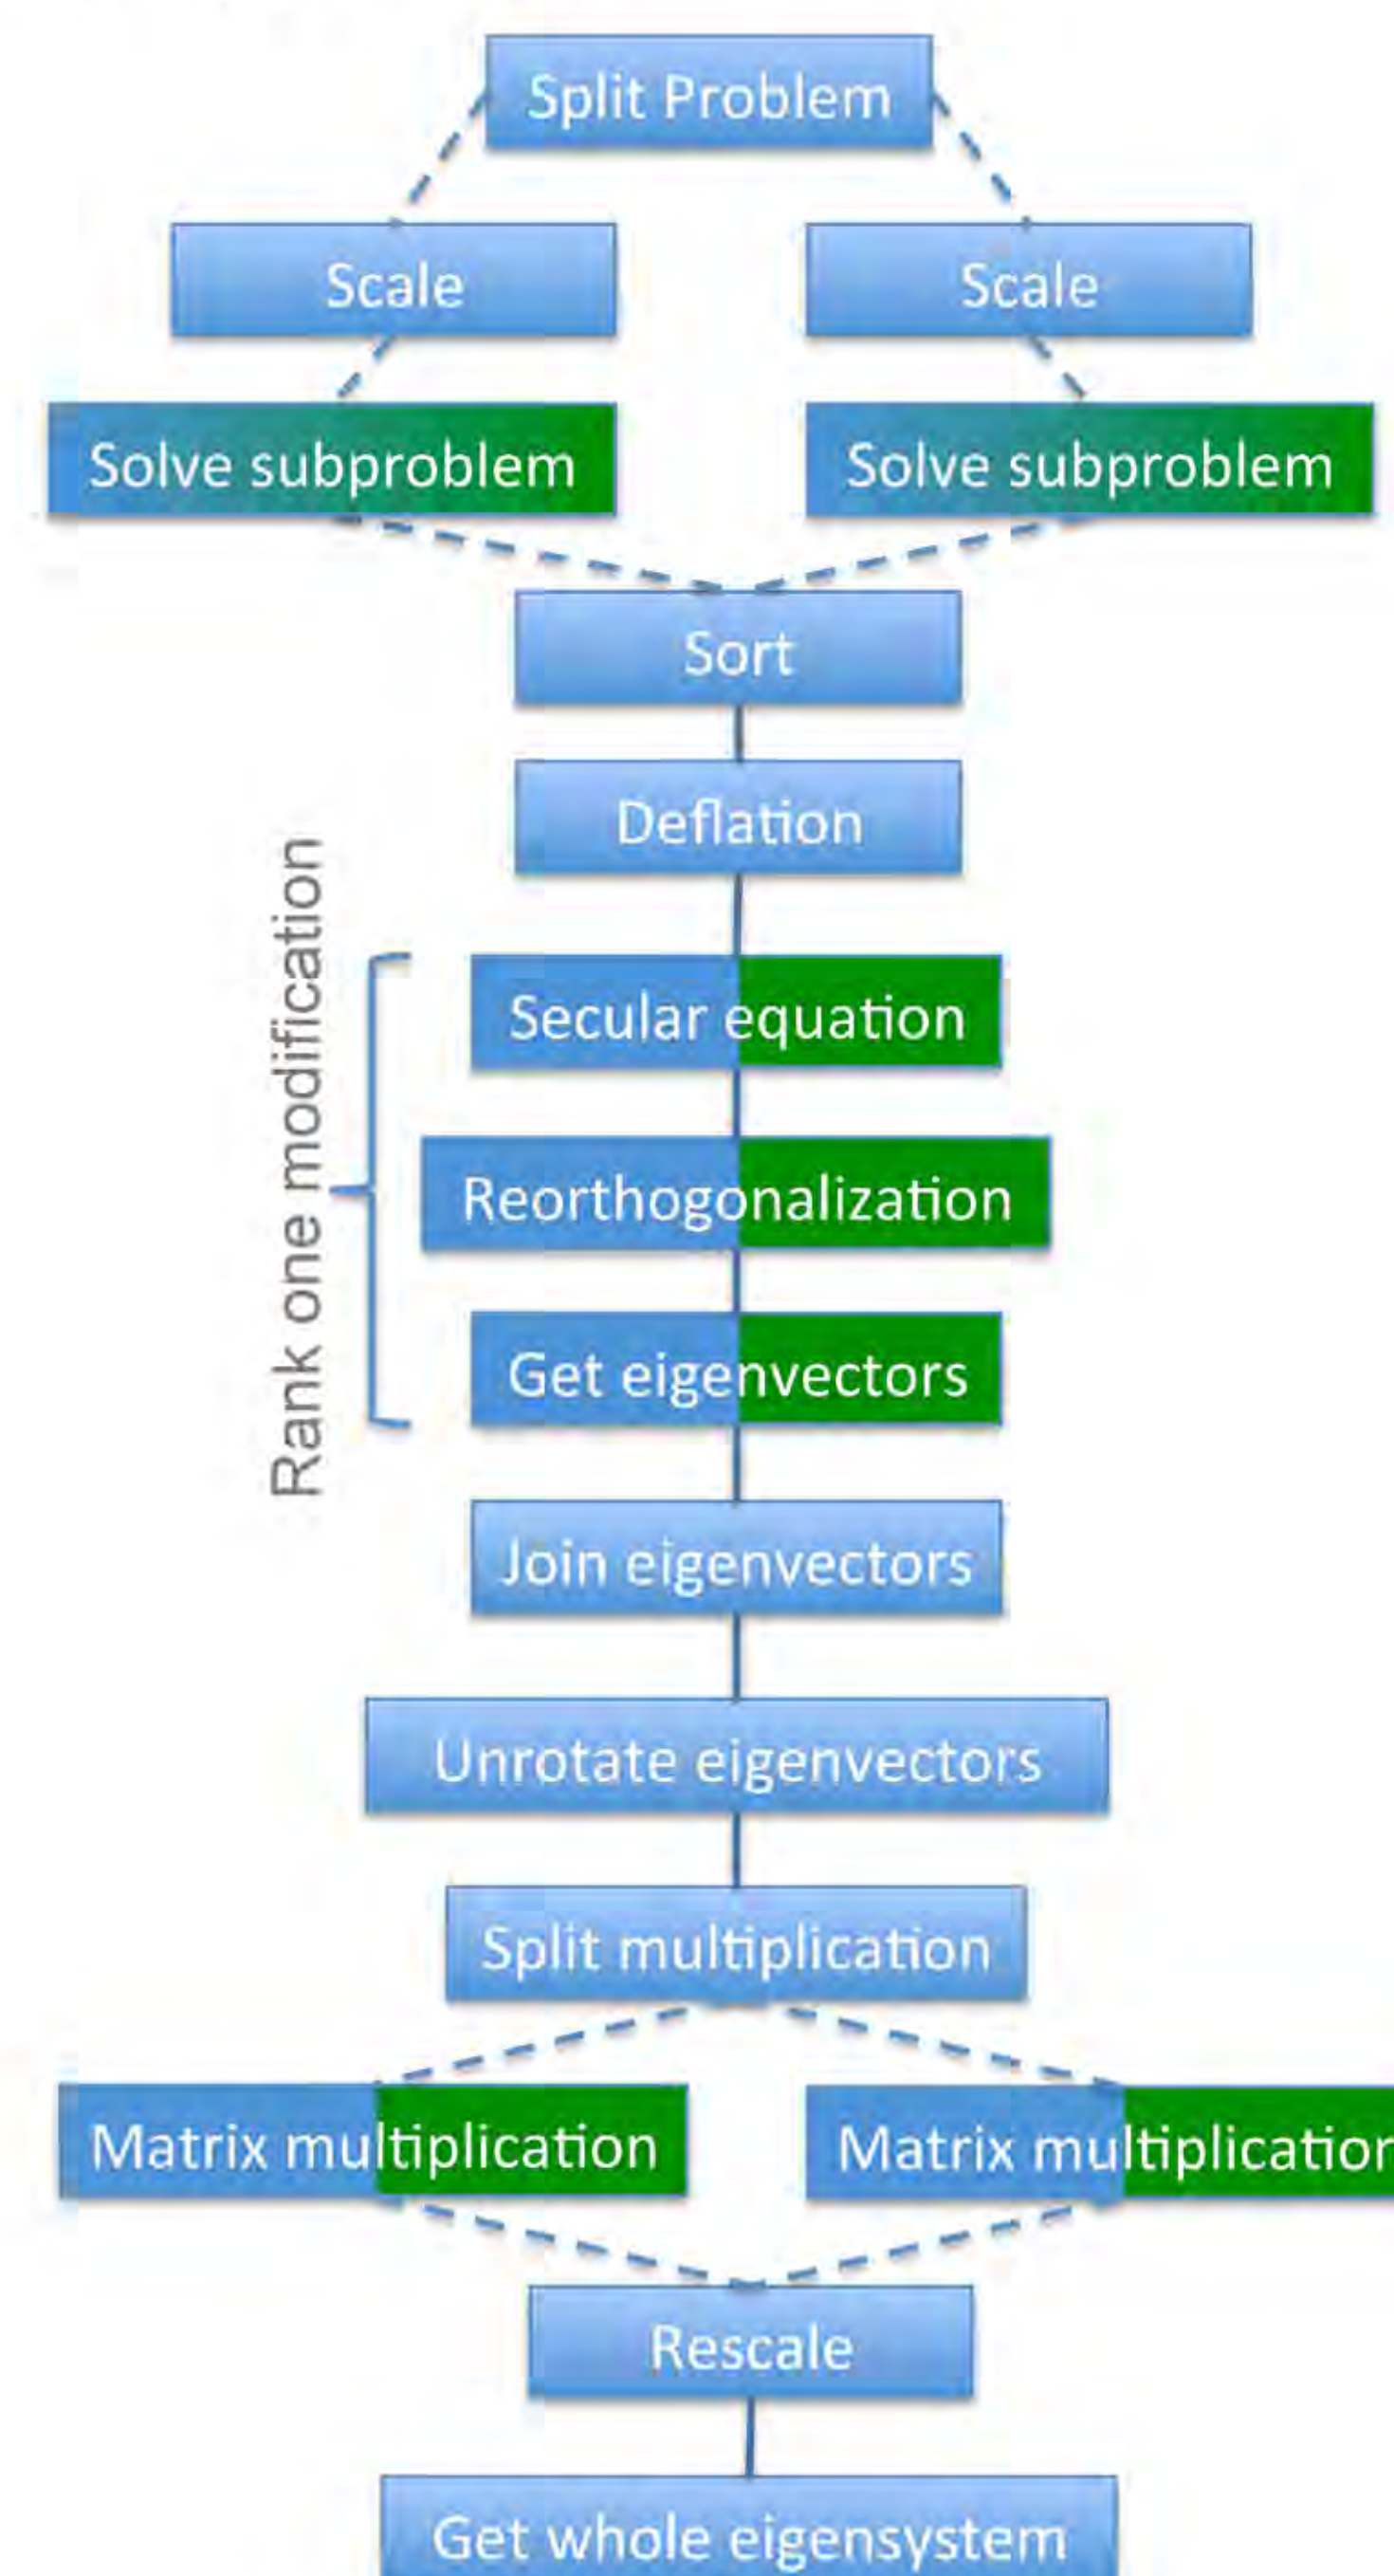 Split Problem
Scale
Scale
Solve subproblem
Solve subproblem
Sort
Deflation
Rank one modification
Secular equation
Reorthogonalization
Get eigenvectors
Join eigenvectors
Unrotate eigenvectors
Split multiplication
Matrix multiplication
Matrix multiplication
Rescale
Get whole eigensystem